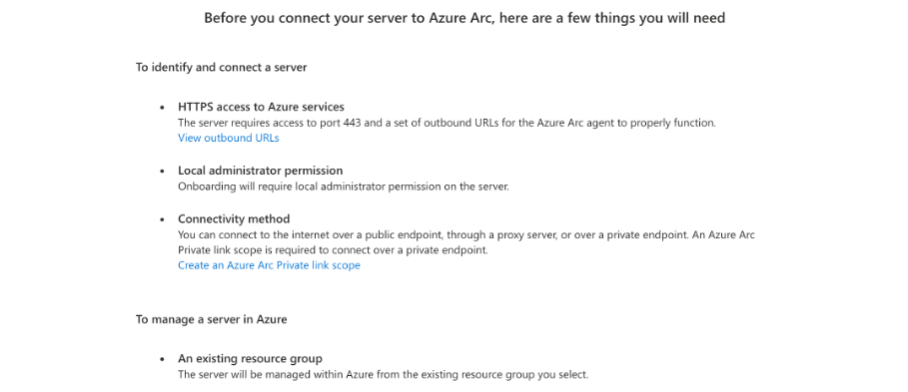 Before you connect your server to Azure Arc, here are a few things you will need
To identify and connect a server
• HTTPS access to Azure services
The server requires access to port 443 and a set of outbound URLs for the Azure Arc agent to properly function.
View outbound URLs
• Local administrator permission
Onboarding will require local administrator permission on the server.
• Connectivity method
You can connect to the internet over a public endpoint, through a proxy server, or over a private endpoint. An Azure Arc
Private link scope is required to connect over a private endpoint.
Create an Azure Arc Private link scope
To manage a server in Azure
• An existing resource group
The server will be managed within Azure from the existing resource group you select.